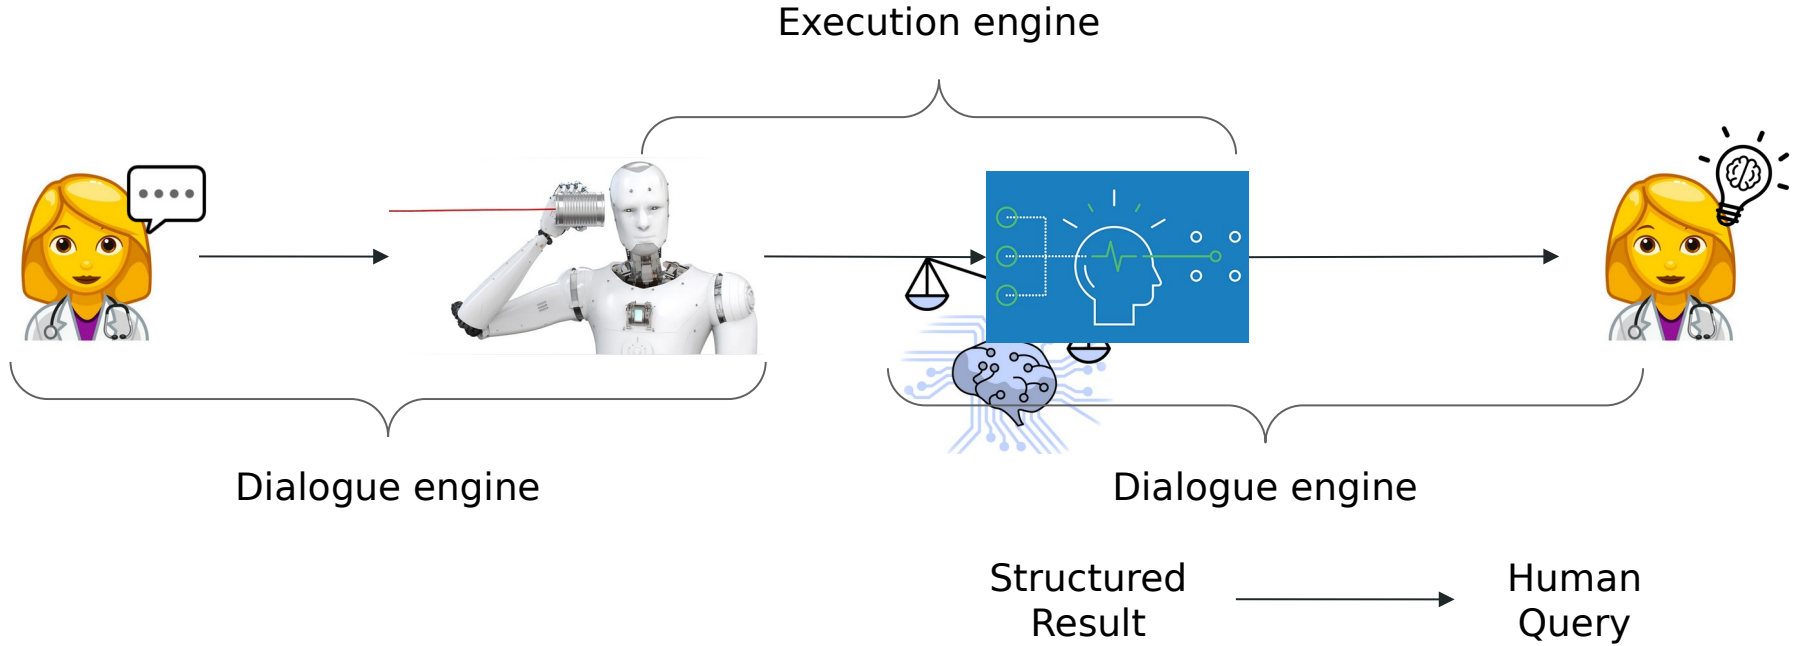 Execution engine
Dialogue engine
Dialogue engine
Structured
Result
Human
Query